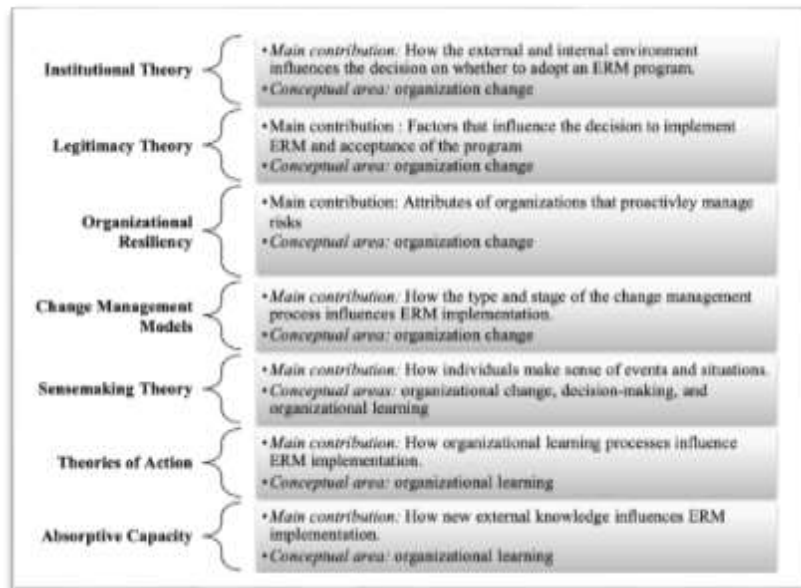 Institutional Theory
•Main contribution: How the external and internal environment
influences the decision on whether to adopt an ERM program.
•Conceptual area: organization change
Legitimacy Theory
•Main contribution : Factors that influence the decision to implement
ERM and acceptance of the program
•Conceptual area: organization change
Organizational
Resiliency
•Main contribution: Attributes of organizations that proactivley manage
risks
•Conceptual area: organization change
Change Management
Models
•Main contribution: How the type and stage of the change management
process influences ERM implementation.
•Conceptual area: organization change
Sensemaking Theory
•Main contribution: How individuals make sense of events and situations.
•Conceptual areas: organizational change, decision-making, and
organizational learning
Theories of Action
•Main contribution: How organizational learning processes influence
ERM implementation.
•Conceptual area: organizational learning
Absorptive Capacity
•Main contribution: How new external knowledge influences ERM
implementation.
•Conceptual area: organizational learning